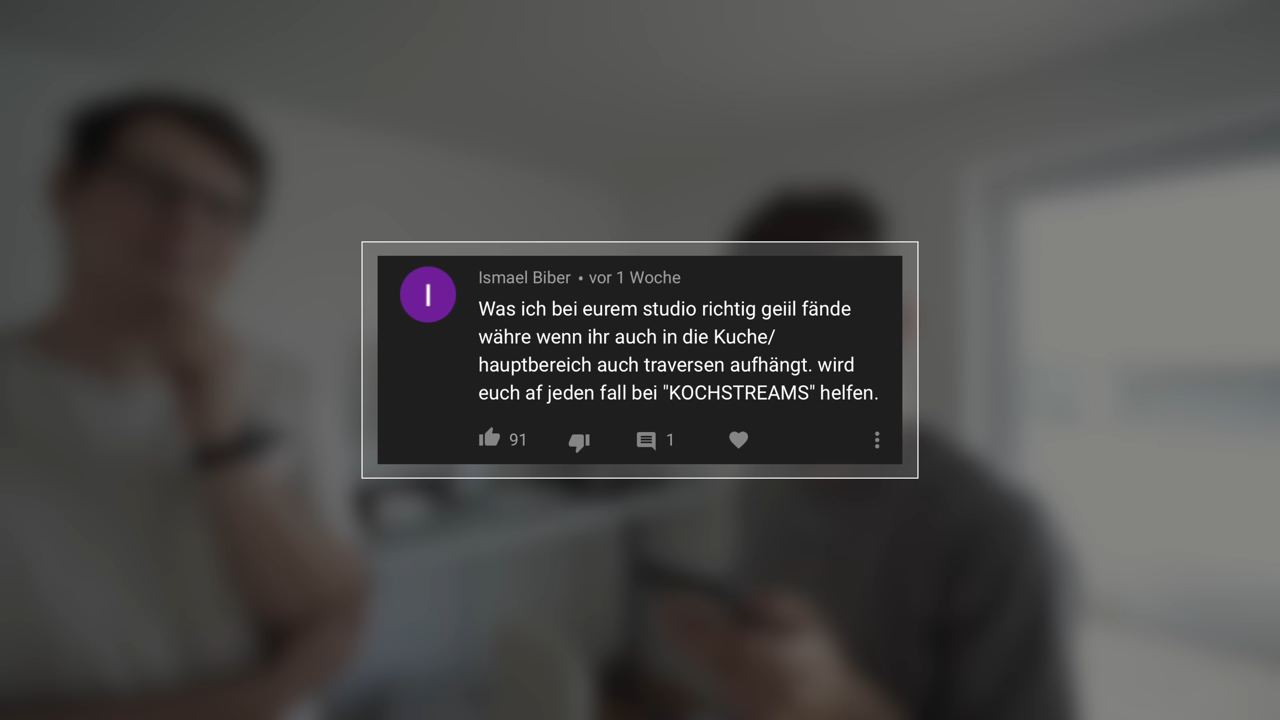 I
Ismael Biber • vor 1 Woche
Was ich bei eurem studio richtig geiil fände
währe wenn ihr auch in die Kuche/
hauptbereich auch traversen aufhängt. wird
euch af jeden fall bei "KOCHSTREAMS" helfen.
91
1